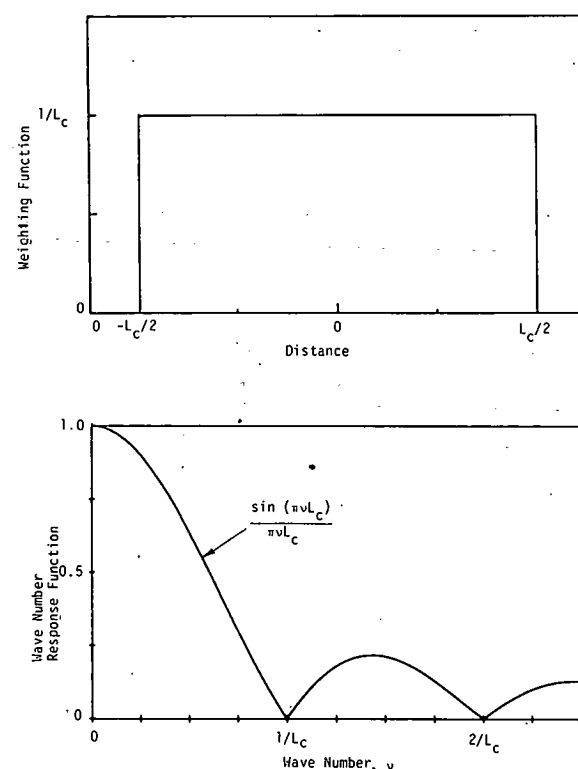 1/L_c
Weighting Function
0
0
-L_c/2
0
L_c/2
Distance
1.0
sin (πνL_c)
πνL_c
Wave Number
Response Function
0.5
0
0
1/L_c
2/L_c
Wave Number, ν